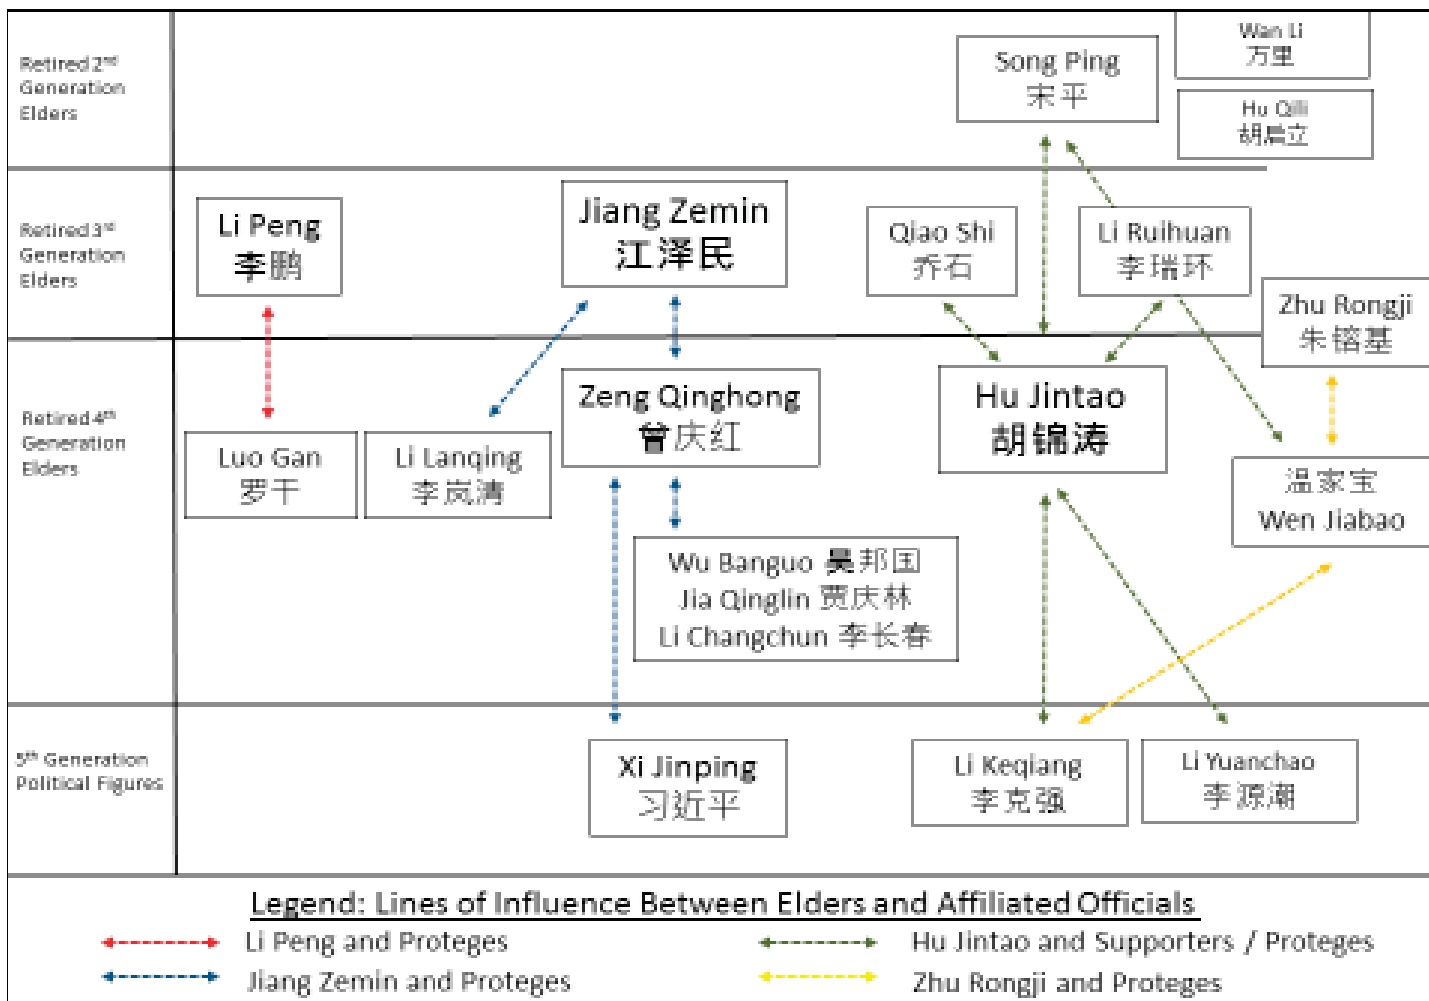 Retired 2nd
Generation
Elders
Song Ping
宋平
Wan Li
万里
Hu Qili
胡启立
Retired 3rd
Generation
Elders
Li Peng
李鹏
Jiang Zemin
江泽民
Qiao Shi
乔石
Li Ruihuan
李瑞环
Zhu Rongji
朱镕基
Retired 4th
Generation
Elders
Luo Gan
罗干
Li Lanqing
李岚清
Zeng Qinghong
曾庆红
Hu Jintao
胡锦涛
温家宝
Wen Jiabao
Wu Banguo 吴邦国
Jia Qinglin 贾庆林
Li Changchun 李长春
5th Generation
Political Figures
Xi Jinping
习近平
Li Keqiang
李克强
Li Yuanchao
李源潮
Legend: Lines of Influence Between Elders and Affiliated Officials
Li Peng and Proteges
Hu Jintao and Supporters / Proteges
Jiang Zemin and Proteges
Zhu Rongji and Proteges